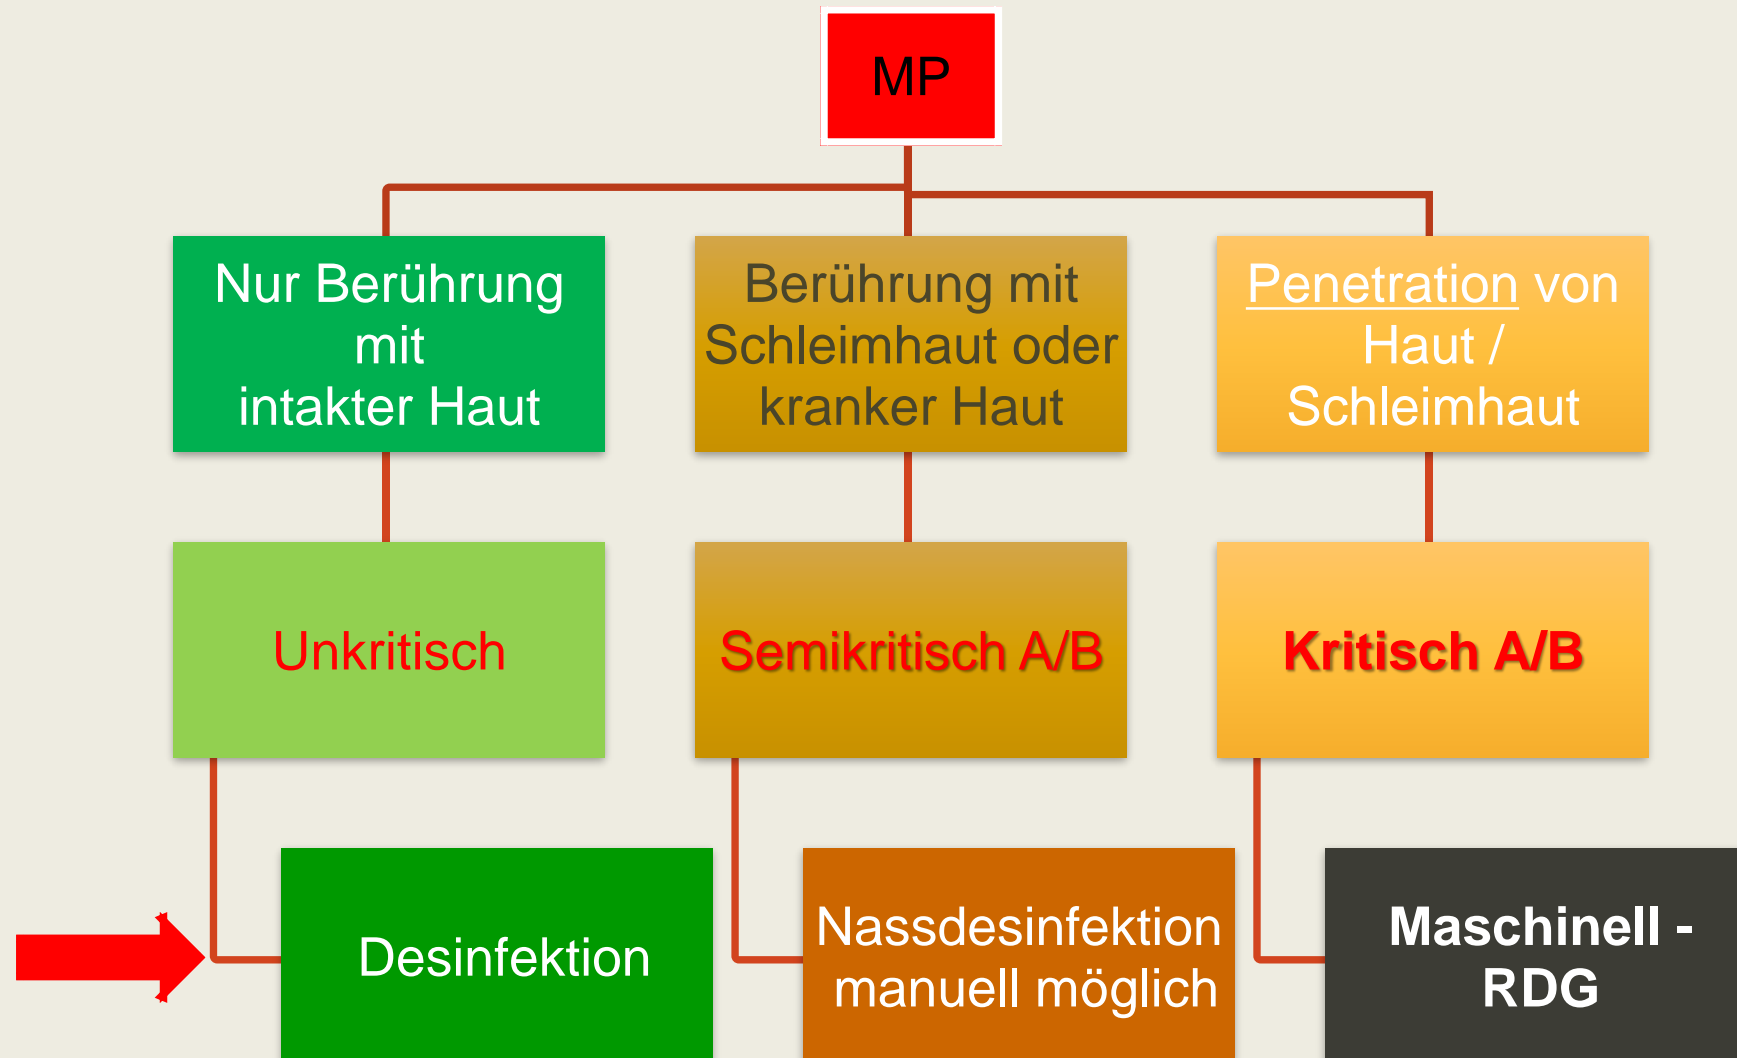 MP
Nur Berührung
mit
intakter Haut
Berührung mit
Schleimhaut oder
kranker Haut
Penetration von
Haut /
Schleimhaut
Unkritisch
Semikritisch A/B
Kritisch A/B
Desinfektion
Nassdesinfektion
manuell möglich
Maschinell -
RDG